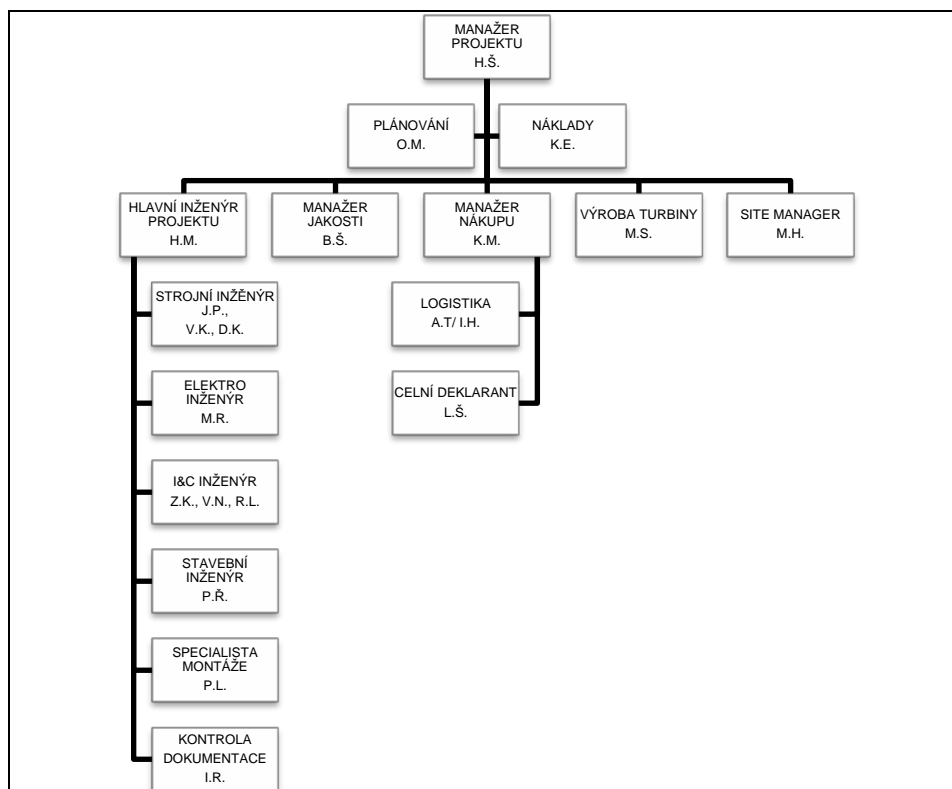 MANAŽER
PROJEKTU
H.Š.
PLÁNOVÁNÍ
O.M.
NÁKLADY
K.E.
HLAVNÍ INŽENÝR
PROJEKTU
H.M.
MANAŽER
JAKOSTI
B.Š.
MANAŽER
NÁKUPU
K.M.
VÝROBA TURBINY
M.S.
SITE MANAGER
M.H.
STROJNÍ INŽĚNÝR
J.P.,
V.K., D.K.
ELEKTRO
INŽENÝR
M.R.
I&C INŽENÝR
Z.K., V.N., R.L.
STAVEBNÍ
INŽENÝR
P.Ř.
SPECIALISTA
MONTÁŽE
P.L.
KONTROLA
DOKUMENTACE
I.R.
LOGISTIKA
A.T/ I.H.
CELNÍ DEKLARANT
L.Š.